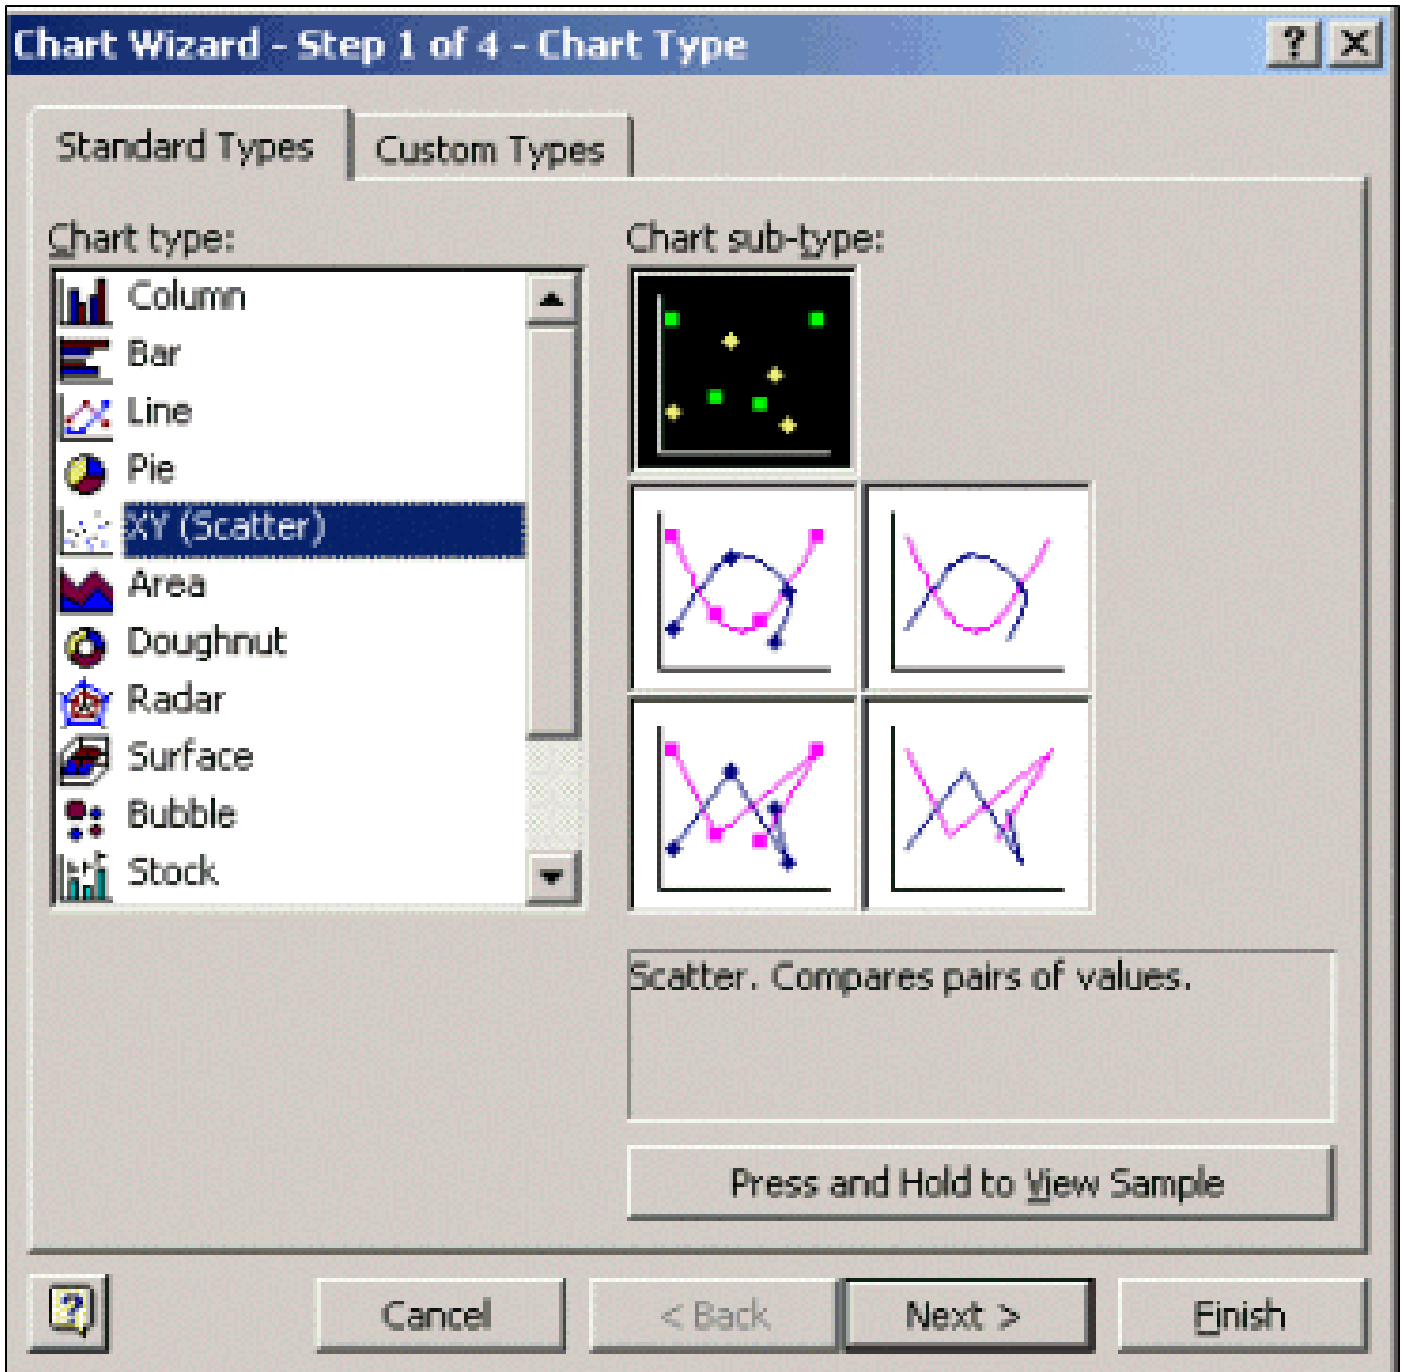 Chart Wizard - Step 1 of 4 - Chart Type
? X
Standard Types
Custom Types
Chart type:
Column
Bar
Line
Pie
XY (Scatter)
Area
Doughnut
Radar
Surface
Bubble
Stock
Chart sub-type:
Scatter. Compares pairs of values.
Press and Hold to View Sample
?
Cancel
< Back
Next >
Finish